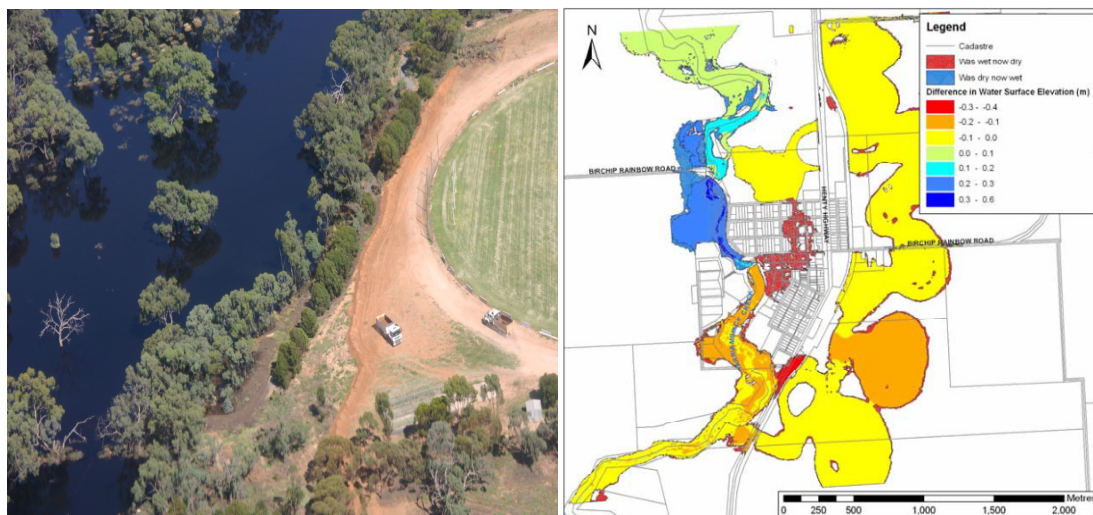 N
Legend
Cadastre
Was wet now dry
Was dry now wet
Difference in Water Surface Elevation (m)
-0.3 - -0.4
-0.2 - -0.1
-0.1 - 0.0
0.0 - 0.1
0.1 - 0.2
0.2 - 0.3
0.3 - 0.6
BIRCHIP RAINBOW ROAD
HENTY HIGHWAY
BIRCHIP RAINBOW ROAD
Metres
0 250 500 1,000 1,500 2,000